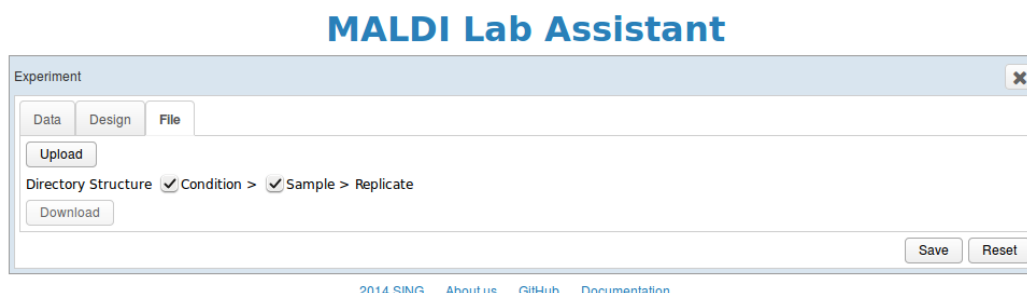 MALDI Lab Assistant
Experiment
Data Design File
Upload
Directory Structure Condition > Sample > Replicate
Download
Save Reset
2014 SING About us GitHub Documentation